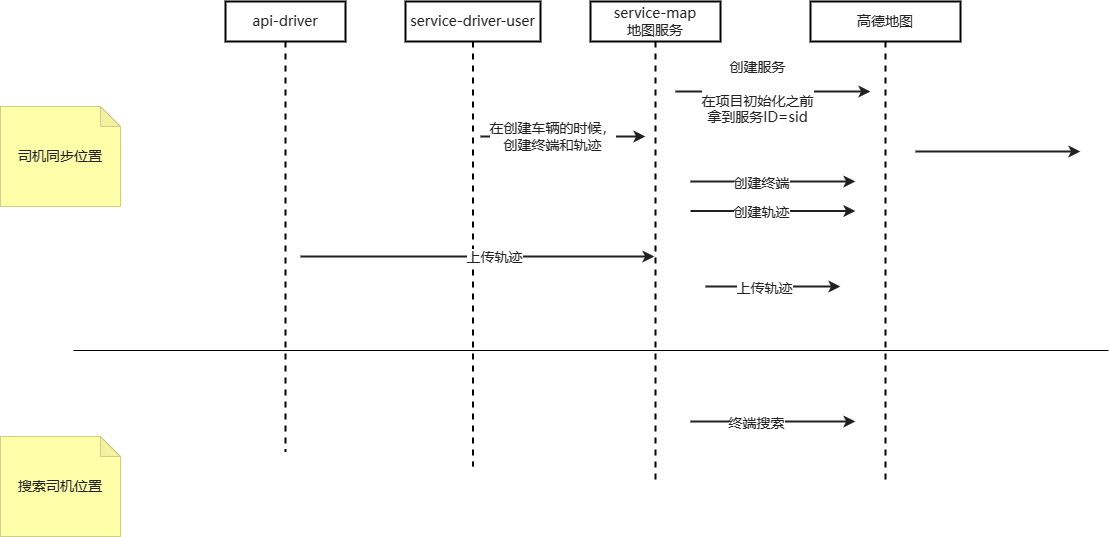 api-driver
service-driver-user
service-map
地图服务
高德地图
创建服务
在项目初始化之前
拿到服务ID=sid
在创建车辆的时候，
创建终端和轨迹
司机同步位置
创建终端
创建轨迹
上传轨迹
上传轨迹
终端搜索
搜索司机位置